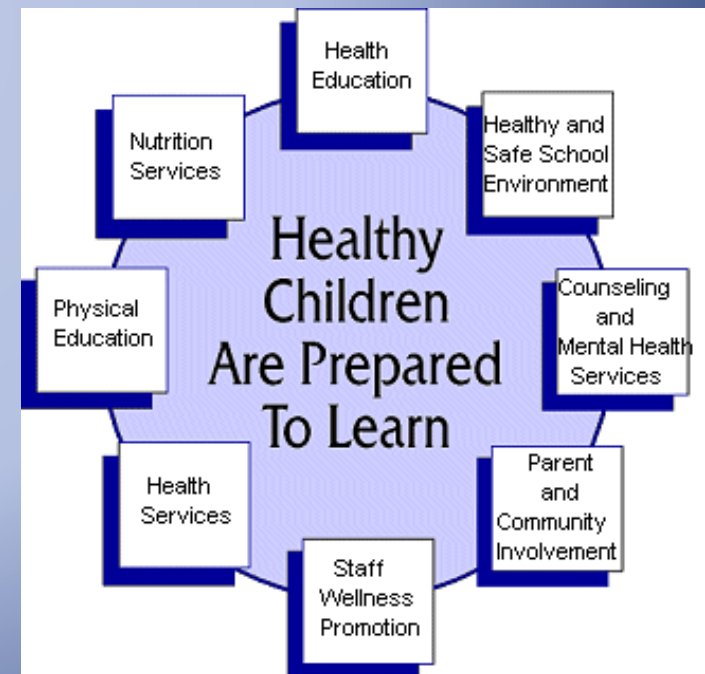 Health
Education
Healthy and
Safe School
Environment
Counseling
and
Mental Health
Services
Parent
and
Community
Involvement
Staff
Wellness
Promotion
Health
Services
Physical
Education
Nutrition
Services
Healthy
Children
Are Prepared
To Learn